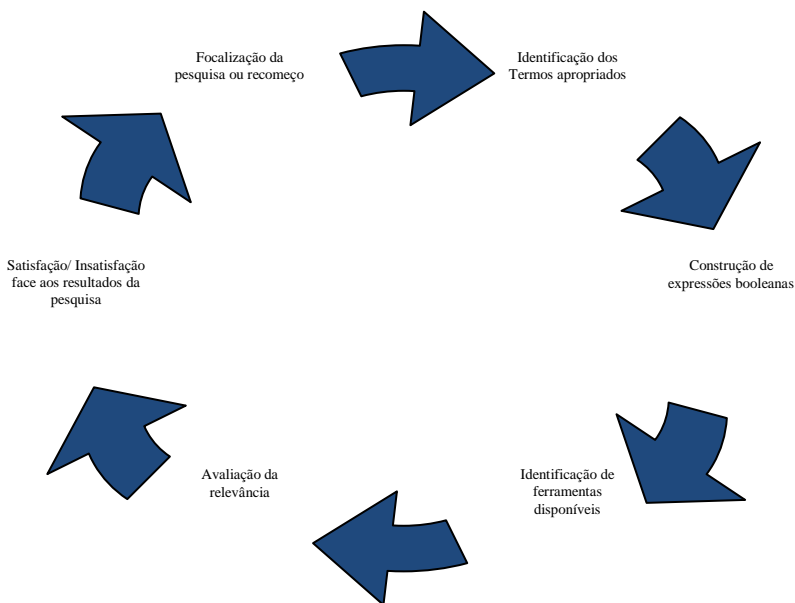 Focalização da
pesquisa ou recomeço
Identificação dos
Termos apropriados
Construção de
expressões booleanas
Identificação de
ferramentas
disponíveis
Avaliação da
relevância
Satisfação/ Insatisfação
face aos resultados da
pesquisa